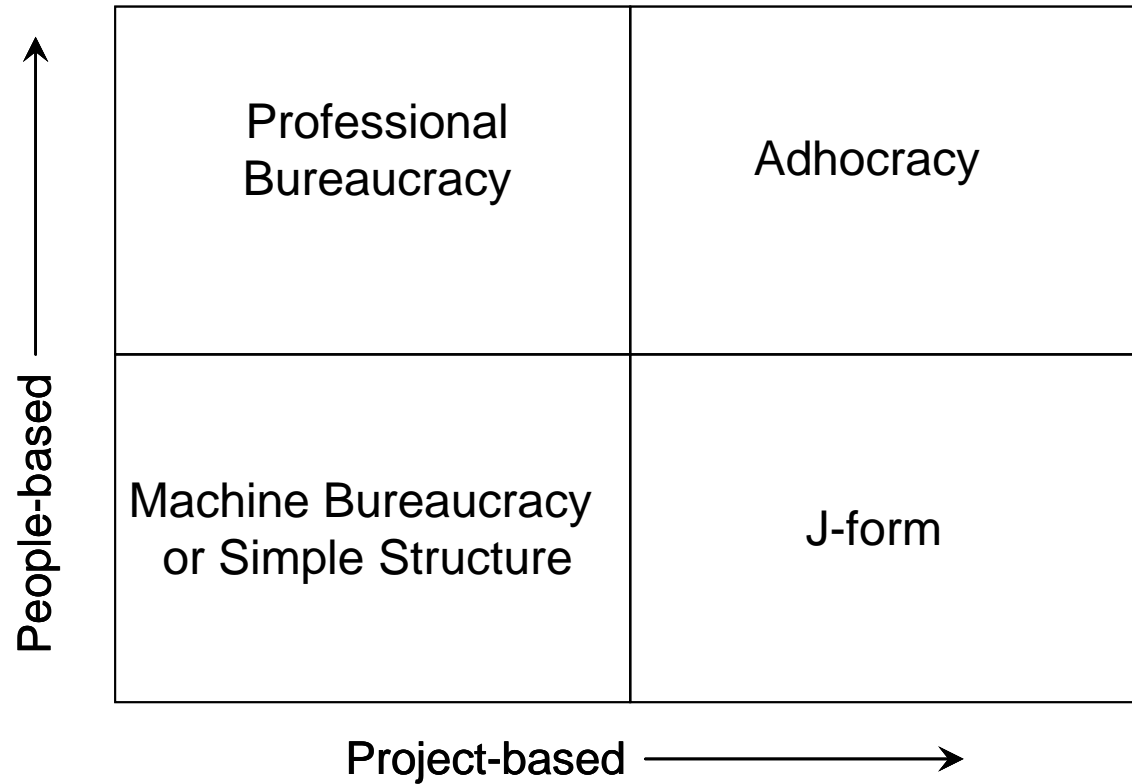 Professional
Bureaucracy
Adhocracy
Machine Bureaucracy
or Simple Structure
J-form
People-based
Project-based